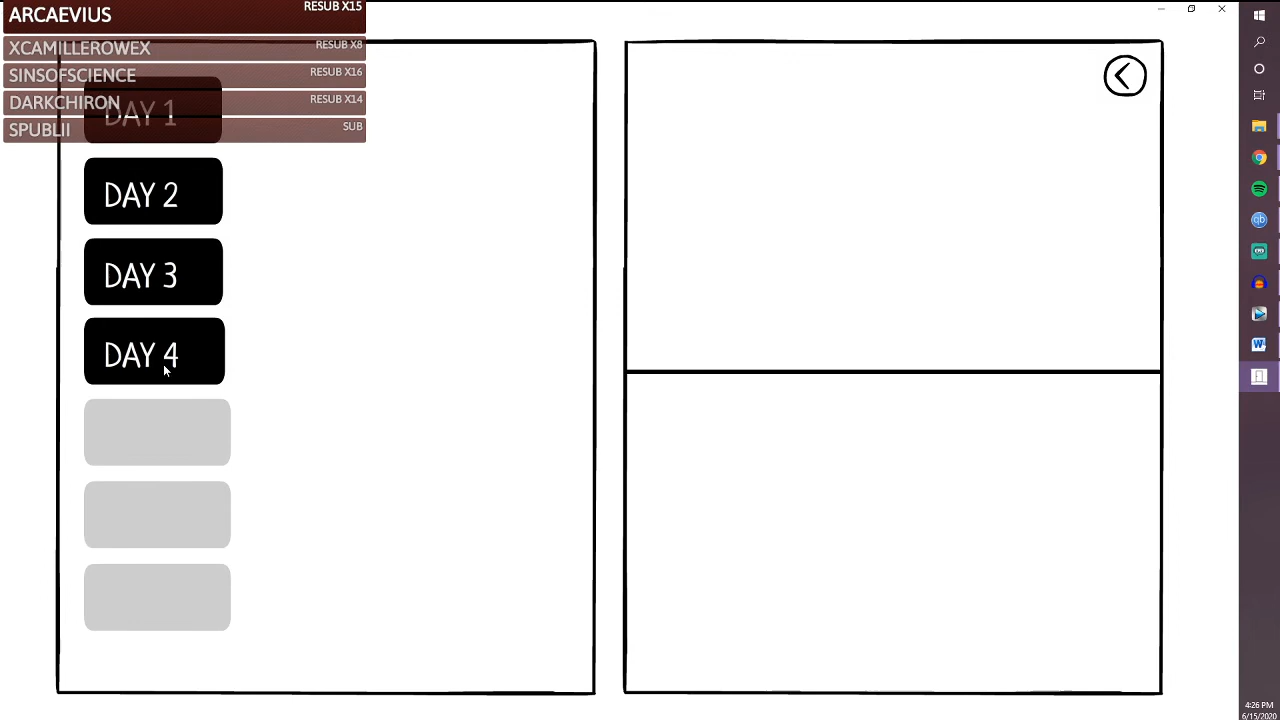 ARCAEVIUS RESUB X15
XCAMILLEROWEX RESUB X8
SINSOFSCIENCE RESUB X16
DARKCHIRON RESUB X14
SPUBLII SUB
DAY 1
DAY 2
DAY 3
DAY 4
4:26 PM
6/15/2020